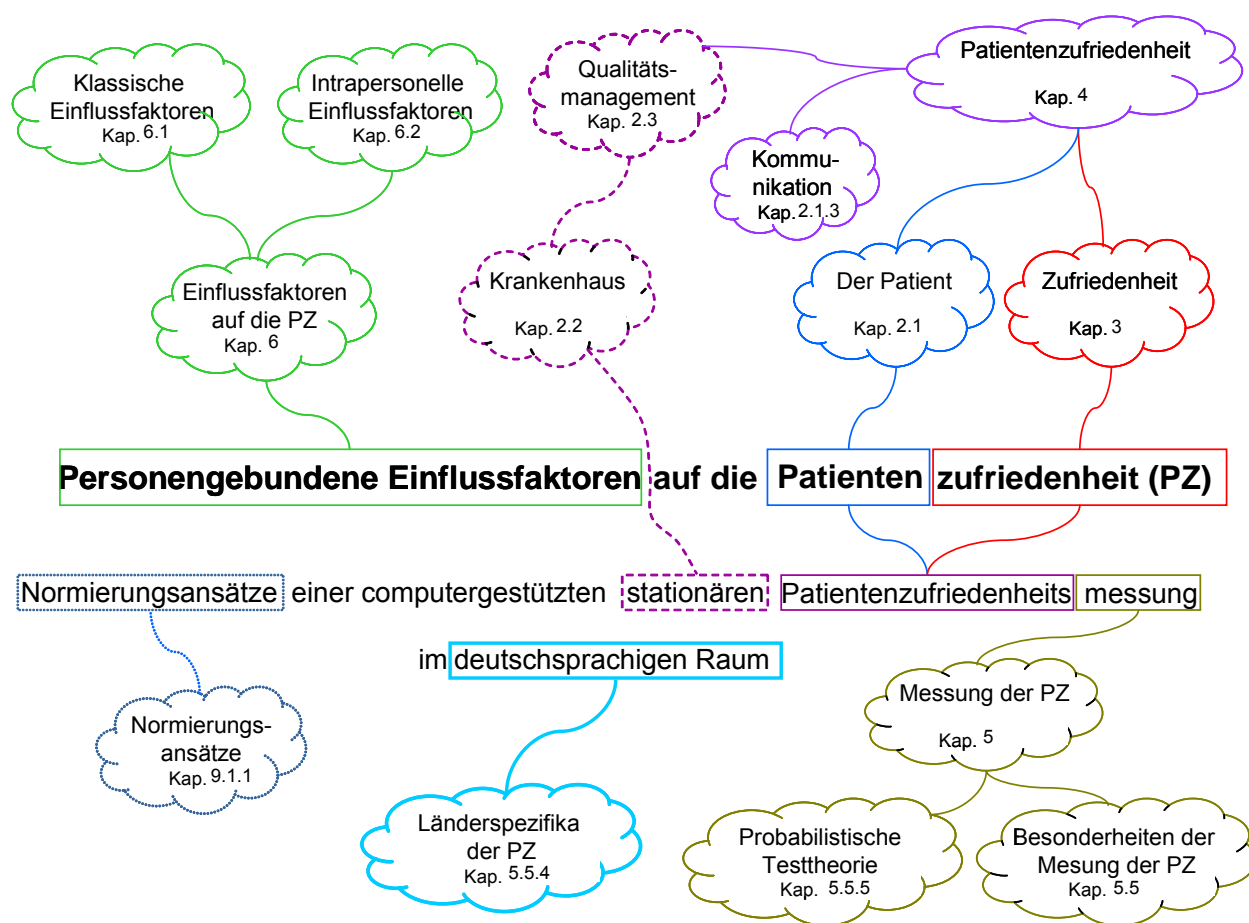 Klassische
Einflussfaktoren
Kap. 6.1
Intrapersonelle
Einflussfaktoren
Kap. 6.2
Qualitäts-
management
Kap. 2.3
Patientenzufriedenheit
Kap. 4
Kommu-
nikation
Kap. 2.1.3
Einflussfaktoren
auf die PZ
Kap. 6
Krankenhaus
Kap. 2.2
Der Patient
Kap. 2.1
Zufriedenheit
Kap. 3
Personengebundene Einflussfaktoren auf die Patienten zufriedenheit (PZ)
Normierungsansätze einer computergestützten stationären Patientenzufriedenheits messung
im deutschsprachigen Raum
Normierungs-
ansätze
Kap. 9.1.1
Messung der PZ
Kap. 5
Länderspezifika
der PZ
Kap. 5.5.4
Probabilistische
Testtheorie
Kap. 5.5.5
Besonderheiten der
Mesung der PZ
Kap. 5.5